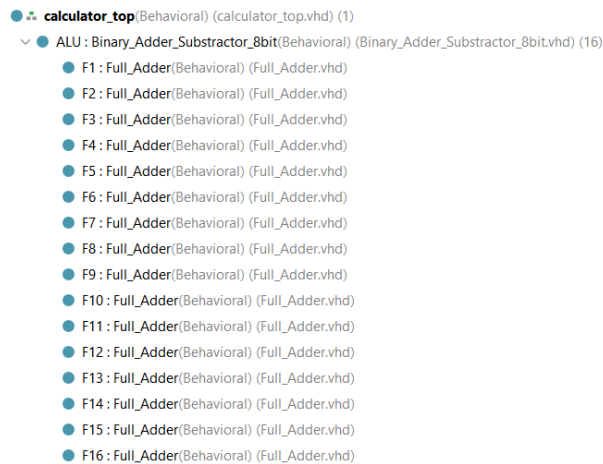 calculator_top(Behavioral) (calculator_top.vhd) (1)
ALU : Binary_Adder_Substractor_8bit(Behavioral) (Binary_Adder_Substractor_8bit.vhd) (16)
F1 : Full_Adder(Behavioral) (Full_Adder.vhd)
F2 : Full_Adder(Behavioral) (Full_Adder.vhd)
F3 : Full_Adder(Behavioral) (Full_Adder.vhd)
F4 : Full_Adder(Behavioral) (Full_Adder.vhd)
F5 : Full_Adder(Behavioral) (Full_Adder.vhd)
F6 : Full_Adder(Behavioral) (Full_Adder.vhd)
F7 : Full_Adder(Behavioral) (Full_Adder.vhd)
F8 : Full_Adder(Behavioral) (Full_Adder.vhd)
F9 : Full_Adder(Behavioral) (Full_Adder.vhd)
F10 : Full_Adder(Behavioral) (Full_Adder.vhd)
F11 : Full_Adder(Behavioral) (Full_Adder.vhd)
F12 : Full_Adder(Behavioral) (Full_Adder.vhd)
F13 : Full_Adder(Behavioral) (Full_Adder.vhd)
F14 : Full_Adder(Behavioral) (Full_Adder.vhd)
F15 : Full_Adder(Behavioral) (Full_Adder.vhd)
F16 : Full_Adder(Behavioral) (Full_Adder.vhd)